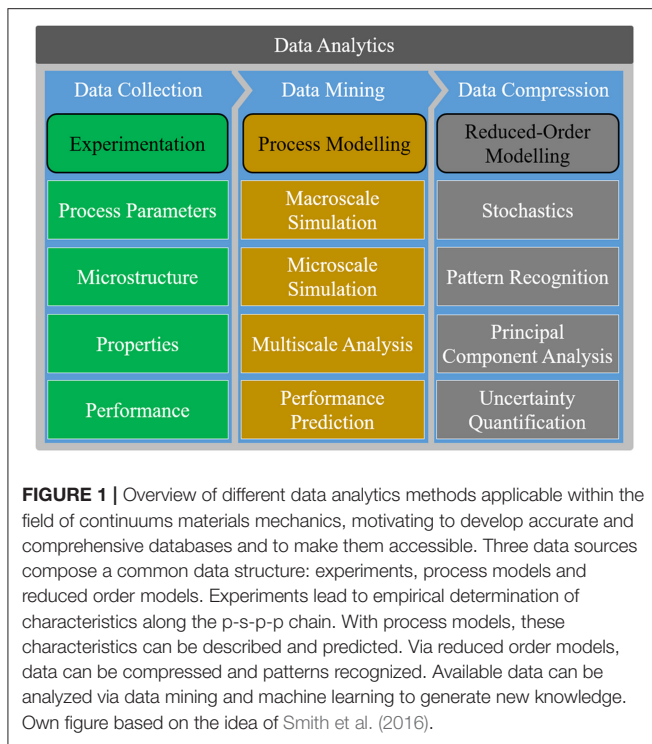 Data Analytics
Data Collection
Data Mining
Data Compression
Experimentation
Process Modelling
Reduced-Order
Modelling
Process Parameters
Macroscale
Simulation
Stochastics
Microstructure
Microscale
Simulation
Pattern Recognition
Properties
Multiscale Analysis
Principal
Component Analysis
Performance
Performance
Prediction
Uncertainty
Quantification
FIGURE 1 | Overview of different data analytics methods applicable within the
field of continuums materials mechanics, motivating to develop accurate and
comprehensive databases and to make them accessible. Three data sources
compose a common data structure: experiments, process models and
reduced order models. Experiments lead to empirical determination of
characteristics along the p-s-p-p chain. With process models, these
characteristics can be described and predicted. Via reduced order models,
data can be compressed and patterns recognized. Available data can be
analyzed via data mining and machine learning to generate new knowledge.
Own figure based on the idea of Smith et al. (2016).